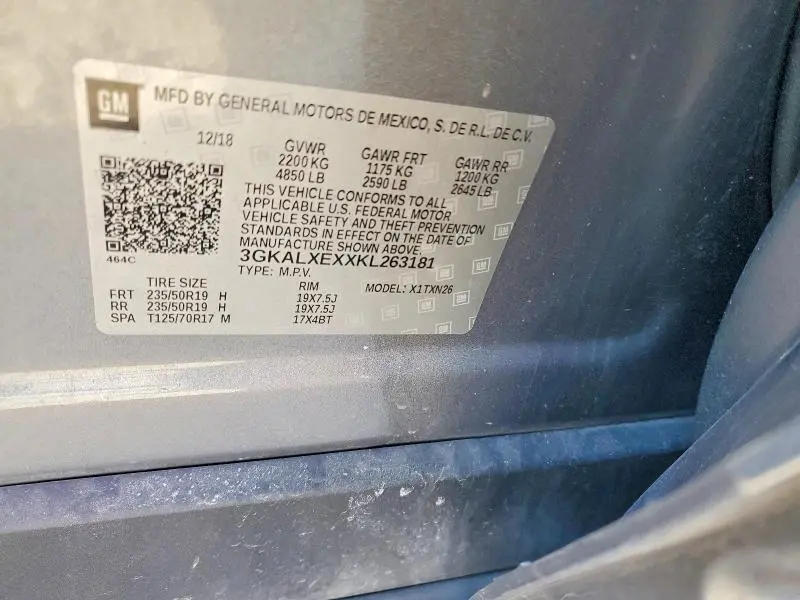 GM MFD BY GENERAL MOTORS DE MEXICO, S. DE R.L. DE C.V.
12/18 GVWR GAWR FRT GAWR RR
2200 KG 1175 KG 1200 KG
4850 LB 2590 LB 2645 LB
THIS VEHICLE CONFORMS TO ALL
APPLICABLE U.S. FEDERAL MOTOR
VEHICLE SAFETY AND THEFT PREVENTION
STANDARDS IN EFFECT ON THE DATE OF
MANUFACTURE SHOWN ABOVE.
464C 3GKALXEXXKL263181
TYPE: M.P.V. MODEL: X1TXN26
TIRE SIZE RIM
FRT 235/50R19 H 19X7.5J
RR 235/50R19 H 19X7.5J
SPA T125/70R17 M 17X4BT